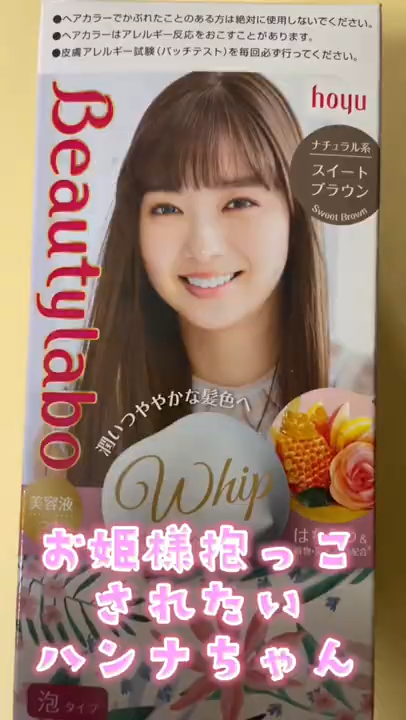 ●ヘアカラーでかぶれたことのある方は絶対に使用しないでください。
●ヘアカラーはアレルギー反応をおこすことがあります。
●皮膚アレルギー試験(パッチテスト)を毎回必ず行ってください。
hoyu
Beautylabo
ナチュラル系
スイート
ブラウン
Sweet Brown
潤いつややかな髪色へ
Whip
美容液
お姫様抱っこ
されたい
ハンナちゃん
泡タイプ